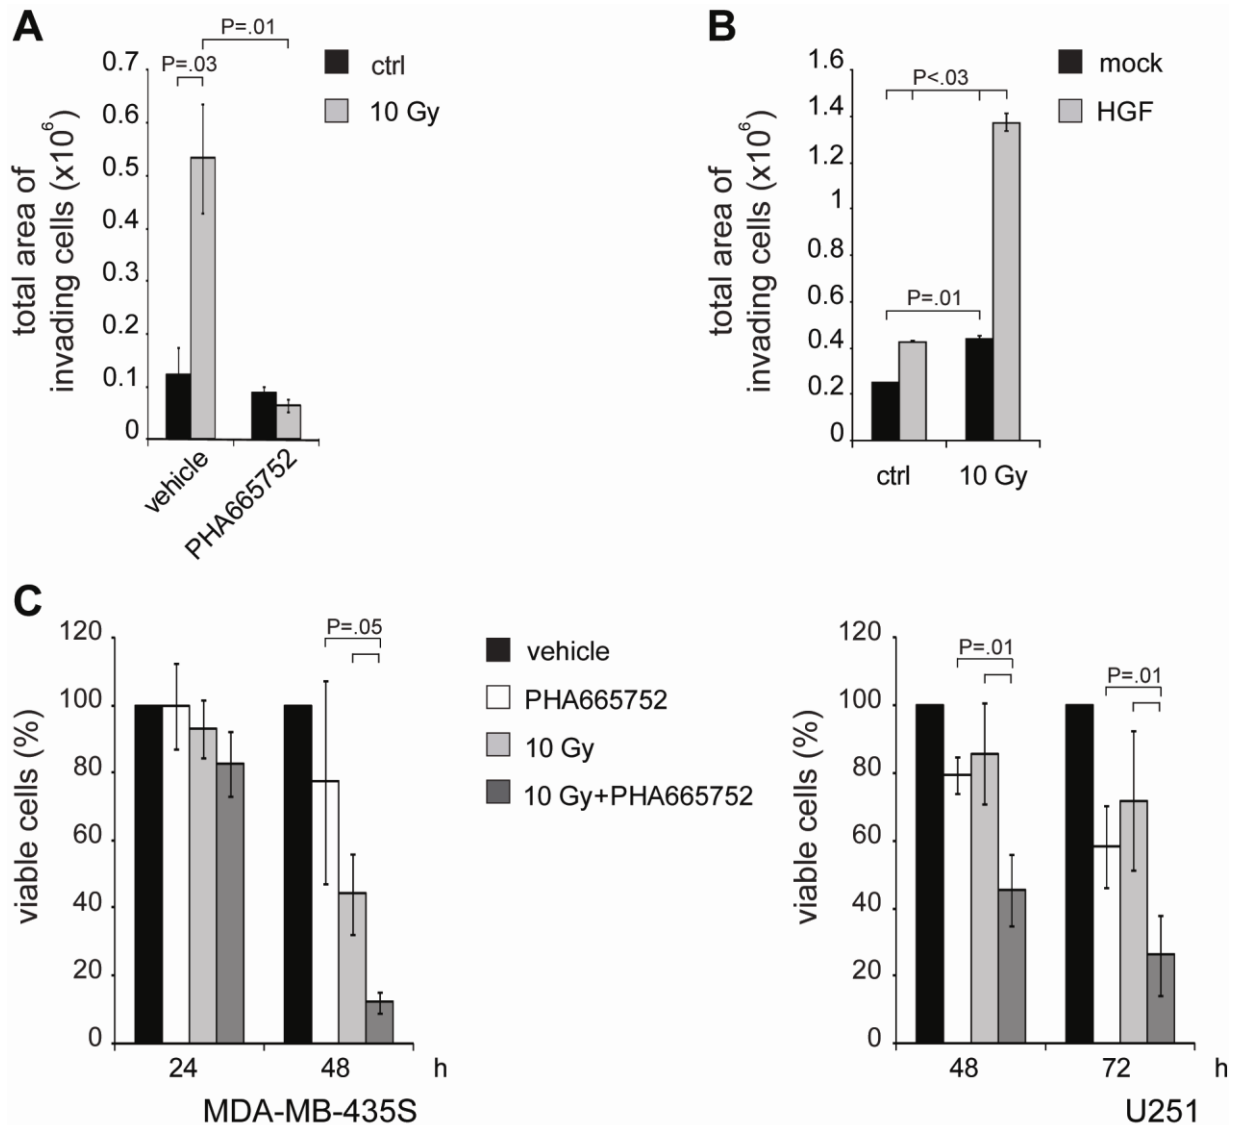 A
P=.01
P=.03
ctrl
10 Gy
total area of
invading cells (x10⁶)
0.7
0.6
0.5
0.4
0.3
0.2
0.1
0
vehicle
PHA665752
B
P<.03
mock
HGF
total area of
invading cells (x10⁶)
1.6
1.4
1.2
1
0.8
0.6
0.4
0.2
0
P=.01
ctrl
10 Gy
C
viable cells (%)
120
100
80
60
40
20
0
P=.05
24
48
h
MDA-MB-435S
vehicle
PHA665752
10 Gy
10 Gy+PHA665752
viable cells (%)
120
100
80
60
40
20
0
P=.01
P=.01
48
72
h
U251